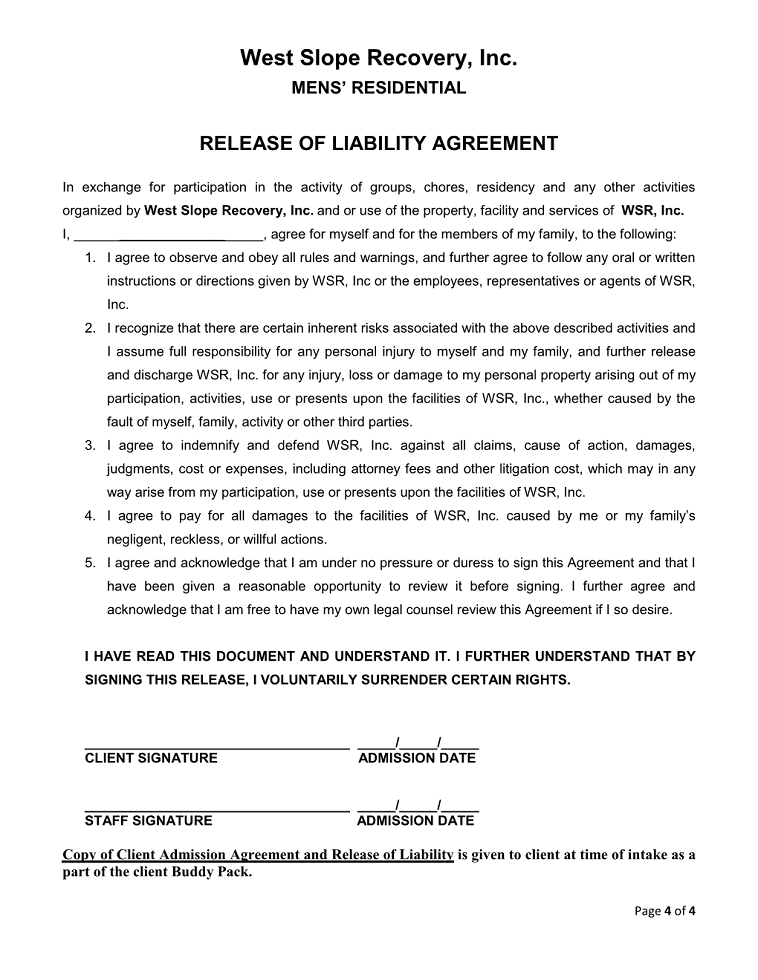 West Slope Recovery, Inc.
MENS’ RESIDENTIAL
RELEASE OF LIABILITY AGREEMENT
In exchange for participation in the activity of groups, chores, residency and any other activities
organized by West Slope Recovery, Inc. and or use of the property, facility and services of WSR, Inc.
I, _________________________, agree for myself and for the members of my family, to the following:
1. I agree to observe and obey all rules and warnings, and further agree to follow any oral or written
instructions or directions given by WSR, Inc or the employees, representatives or agents of WSR,
Inc.
2. I recognize that there are certain inherent risks associated with the above described activities and
I assume full responsibility for any personal injury to myself and my family, and further release
and discharge WSR, Inc. for any injury, loss or damage to my personal property arising out of my
participation, activities, use or presents upon the facilities of WSR, Inc., whether caused by the
fault of myself, family, activity or other third parties.
3. I agree to indemnify and defend WSR, Inc. against all claims, cause of action, damages,
judgments, cost or expenses, including attorney fees and other litigation cost, which may in any
way arise from my participation, use or presents upon the facilities of WSR, Inc.
4. I agree to pay for all damages to the facilities of WSR, Inc. caused by me or my family’s
negligent, reckless, or willful actions.
5. I agree and acknowledge that I am under no pressure or duress to sign this Agreement and that I
have been given a reasonable opportunity to review it before signing. I further agree and
acknowledge that I am free to have my own legal counsel review this Agreement if I so desire.
I HAVE READ THIS DOCUMENT AND UNDERSTAND IT. I FURTHER UNDERSTAND THAT BY
SIGNING THIS RELEASE, I VOLUNTARILY SURRENDER CERTAIN RIGHTS.
___________________________________ _____/_____/_____
CLIENT SIGNATURE ADMISSION DATE
___________________________________ _____/_____/_____
STAFF SIGNATURE ADMISSION DATE
Copy of Client Admission Agreement and Release of Liability is given to client at time of intake as a
part of the client Buddy Pack.
Page 4 of 4